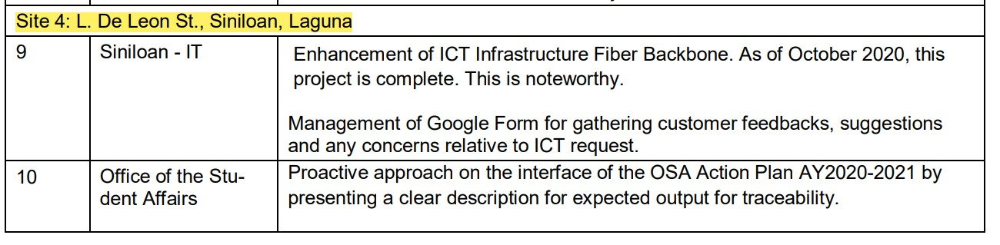 Site 4: L. De Leon St., Siniloan, Laguna
9
Siniloan - IT
Enhancement of ICT Infrastructure Fiber Backbone. As of October 2020, this
project is complete. This is noteworthy.
Management of Google Form for gathering customer feedbacks, suggestions
and any concerns relative to ICT request.
10
Office of the Stu-
dent Affairs
Proactive approach on the interface of the OSA Action Plan AY2020-2021 by
presenting a clear description for expected output for traceability.